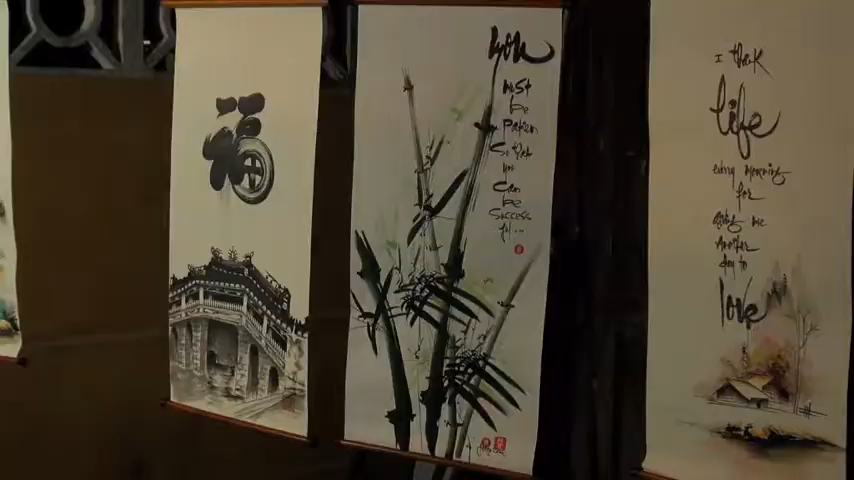 福
You
must
be
patien
So that
you
Can
be
Success
ful...
I thank
life
every morning
for
giving me
Another
day to
love